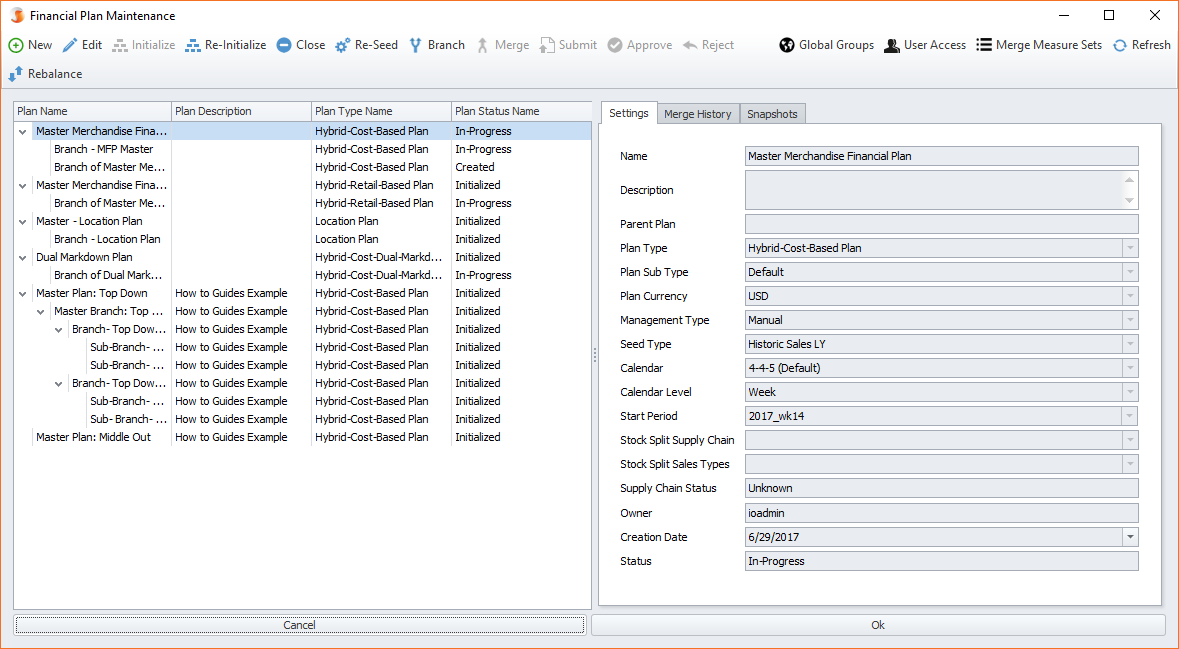 Financial Plan Maintenance
New Edit Initialize Re-Initialize Close Re-Seed Branch Merge Submit Approve Reject Global Groups User Access Merge Measure Sets Refresh
Rebalance
Plan Name Plan Description Plan Type Name Plan Status Name
Master Merchandise Fina... Hybrid-Cost-Based Plan In-Progress
Branch - MFP Master Hybrid-Cost-Based Plan In-Progress
Branch of Master Me... Hybrid-Cost-Based Plan Created
Master Merchandise Fina... Hybrid-Retail-Based Plan Initialized
Branch of Master Me... Hybrid-Retail-Based Plan In-Progress
Master - Location Plan Location Plan Initialized
Branch - Location Plan Location Plan Initialized
Dual Markdown Plan Hybrid-Cost-Dual-Markd... Initialized
Branch of Dual Mark... Hybrid-Cost-Dual-Markd... In-Progress
Master Plan: Top Down How to Guides Example Hybrid-Cost-Based Plan Initialized
Master Branch: Top ... How to Guides Example Hybrid-Cost-Based Plan Initialized
Branch- Top Dow... How to Guides Example Hybrid-Cost-Based Plan Initialized
Sub-Branch- ... How to Guides Example Hybrid-Cost-Based Plan Initialized
Sub-Branch- ... How to Guides Example Hybrid-Cost-Based Plan Initialized
Branch- Top Dow... How to Guides Example Hybrid-Cost-Based Plan Initialized
Sub-Branch- ... How to Guides Example Hybrid-Cost-Based Plan Initialized
Sub- Branch- ... How to Guides Example Hybrid-Cost-Based Plan Initialized
Master Plan: Middle Out How to Guides Example Hybrid-Cost-Based Plan Initialized
Settings Merge History Snapshots
Name Master Merchandise Financial Plan
Description
Parent Plan
Plan Type Hybrid-Cost-Based Plan
Plan Sub Type Default
Plan Currency USD
Management Type Manual
Seed Type Historic Sales LY
Calendar 4-4-5 (Default)
Calendar Level Week
Start Period 2017_wk14
Stock Split Supply Chain
Stock Split Sales Types
Supply Chain Status Unknown
Owner ioadmin
Creation Date 6/29/2017
Status In-Progress
Cancel Ok